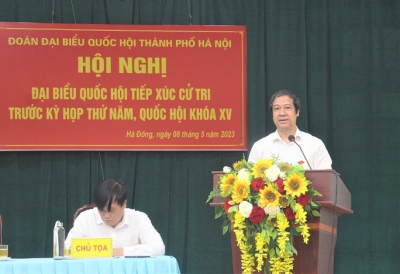 ĐOÀN ĐẠI BIỂU QUỐC HỘI THÀNH PHỐ HÀ NỘI
HỘI NGHỊ
ĐẠI BIỂU QUỐC HỘI TIẾP XÚC CỬ TRI
TRƯỚC KỲ HỌP THỨ NĂM, QUỐC HỘI KHÓA XV
Hà Đông, ngày 08 tháng 5 năm 2023
CHỦ TỌA